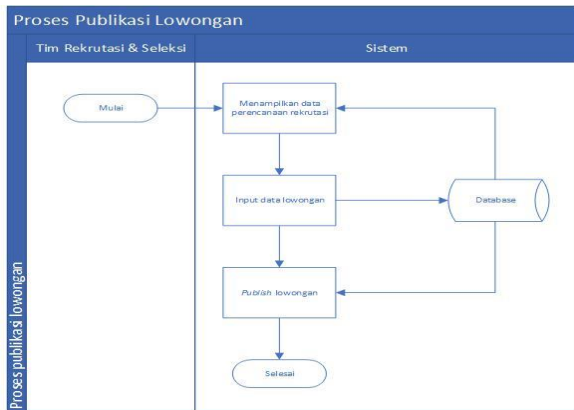 Proses Publikasi Lowongan
Tim Rekrutasi & Seleksi
Sistem
Mulai
Menampilkan data
perencanaan rekrutasi
Input data lowongan
Database
Publish lowongan
Selesai
Proses publikasi lowongan